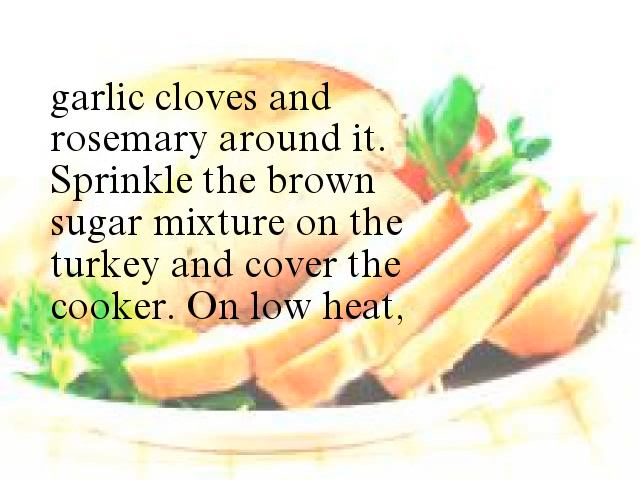 garlic cloves and
rosemary around it.
Sprinkle the brown
sugar mixture on the
turkey and cover the
cooker. On low heat,